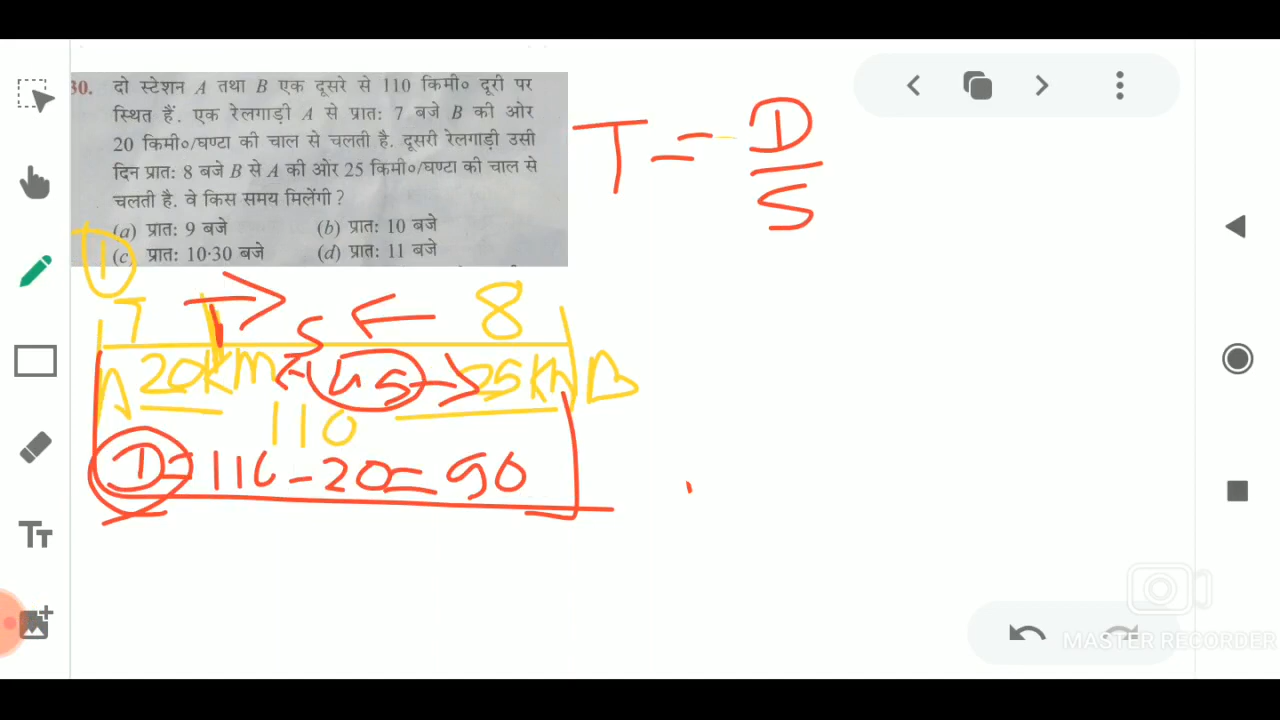 30. दो स्टेशन A तथा B एक दूसरे से 110 किमी० दूरी पर
स्थित हैं. एक रेलगाड़ी A से प्रात: 7 बजे B की ओर
20 किमी०/घण्टा की चाल से चलती है. दूसरी रेलगाड़ी उसी
दिन प्रात: 8 बजे B से A की ओर 25 किमी०/घण्टा की चाल से
चलती है. वे किस समय मिलेंगी ?
(a) प्रात: 9 बजे (b) प्रात: 10 बजे
(c) प्रात: 10·30 बजे (d) प्रात: 11 बजे
T = D/S
1
7 8
S
A 20km 45 25km B
110
D = 110 - 20 = 90
TT
MASTER RECORDER